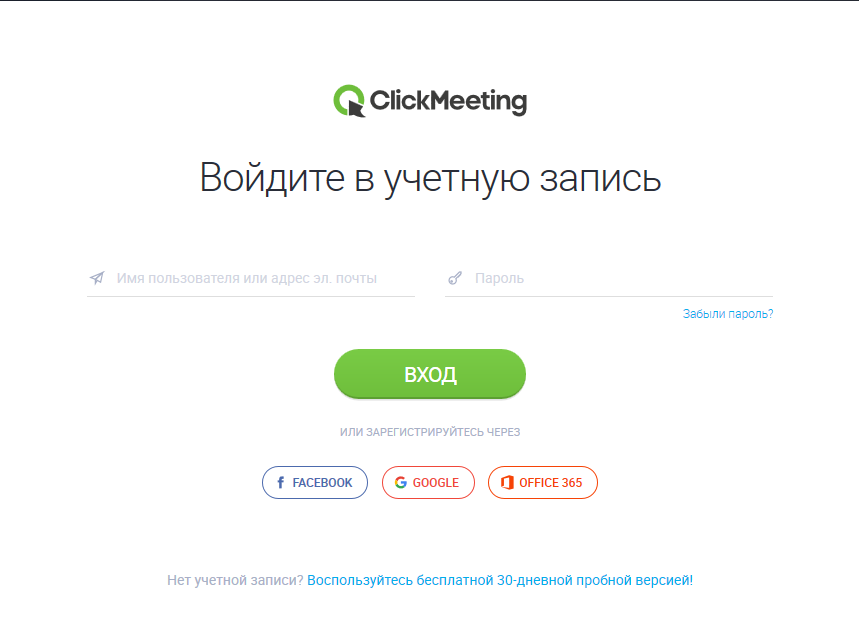 ClickMeeting
Войдите в учетную запись
Имя пользователя или адрес эл. почты
Пароль
Забыли пароль?
ВХОД
ИЛИ ЗАРЕГИСТРИРУЙТЕСЬ ЧЕРЕЗ
FACEBOOK
GOOGLE
OFFICE 365
Нет учетной записи? Воспользуйтесь бесплатной 30-дневной пробной версией!